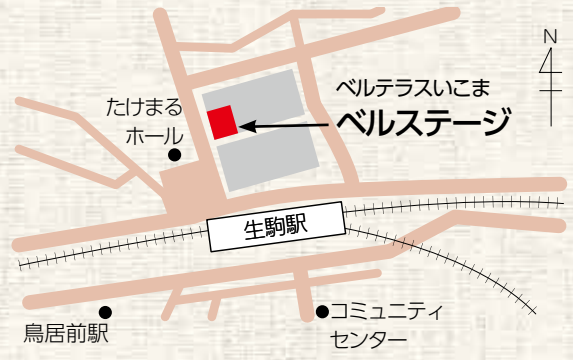 N
ベルテラスいこま
ベルステージ
たけまる
ホール
生駒駅
鳥居前駅
コミュニティ
センター